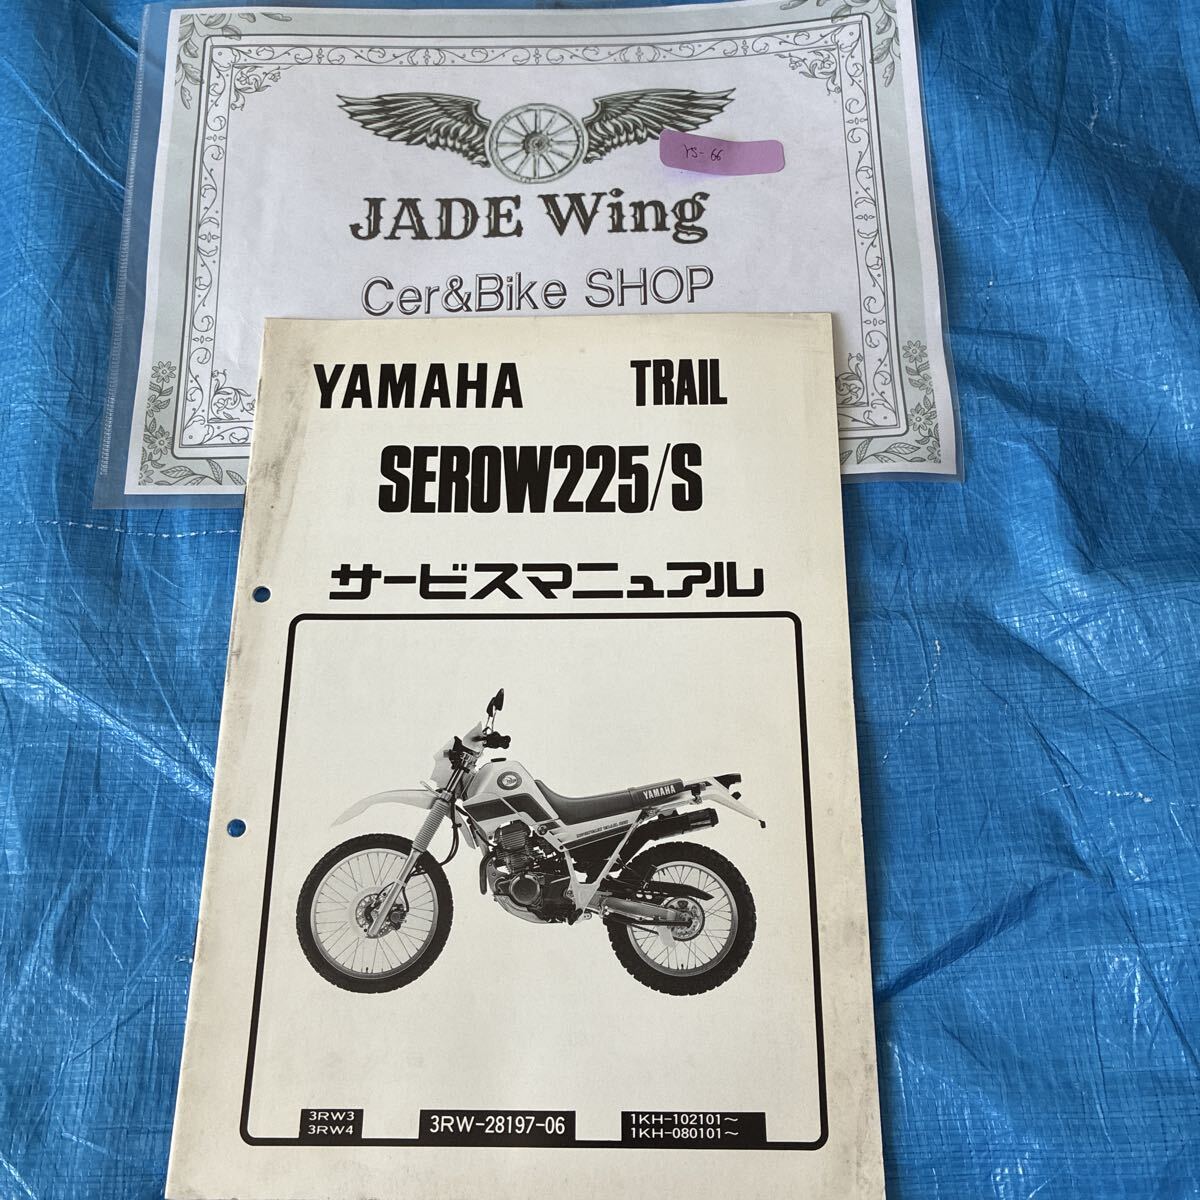 YS-66
JADE Wing
Cer&Bike SHOP
YAMAHA TRAIL
SEROW225/S
サービスマニュアル
YAMAHA
3RW3
3RW4
3RW-28197-06
1KH-102101～
1KH-080101～